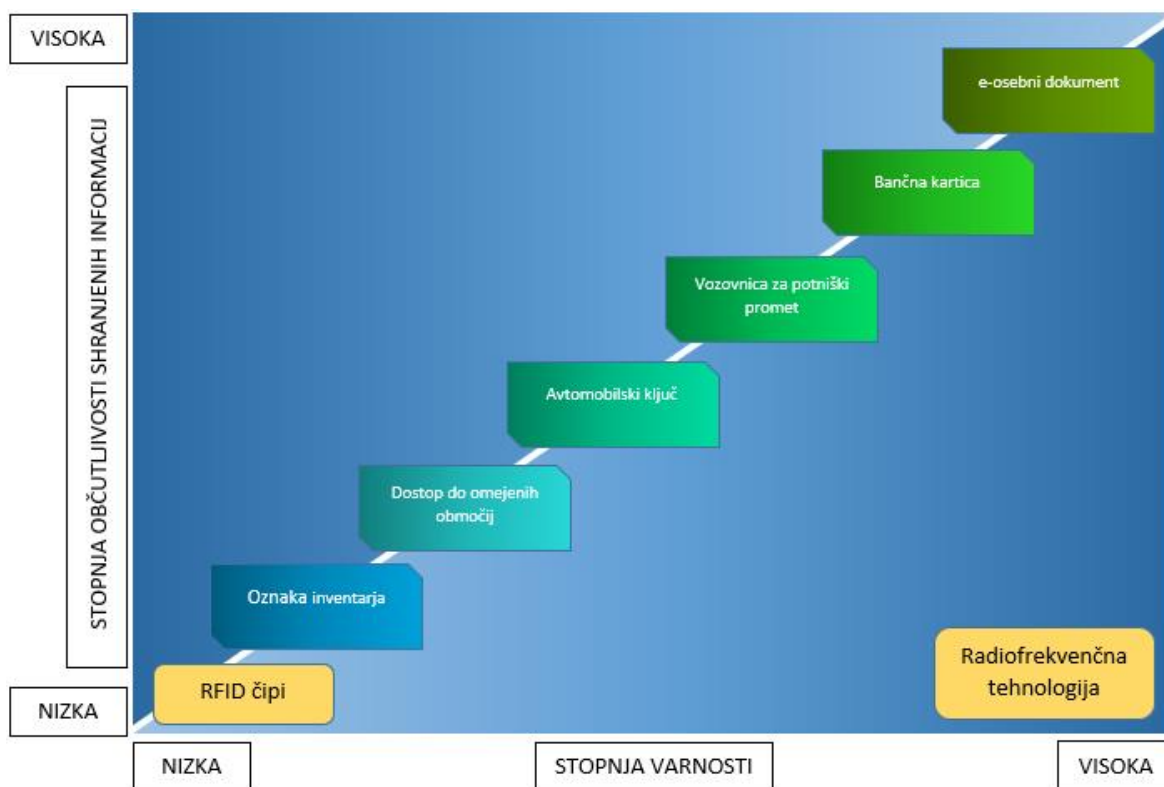 VISOKA
STOPNJA OBČUTLJIVOSTI SHRANJENIH INFORMACIJ
NIZKA
e-osebni dokument
Bančna kartica
Vozovnica za potniški
promet
Avtomobilski ključ
Dostop do omejenih
območij
Oznaka inventarja
RFID čipi
Radiofrekvenčna
tehnologija
NIZKA
STOPNJA VARNOSTI
VISOKA